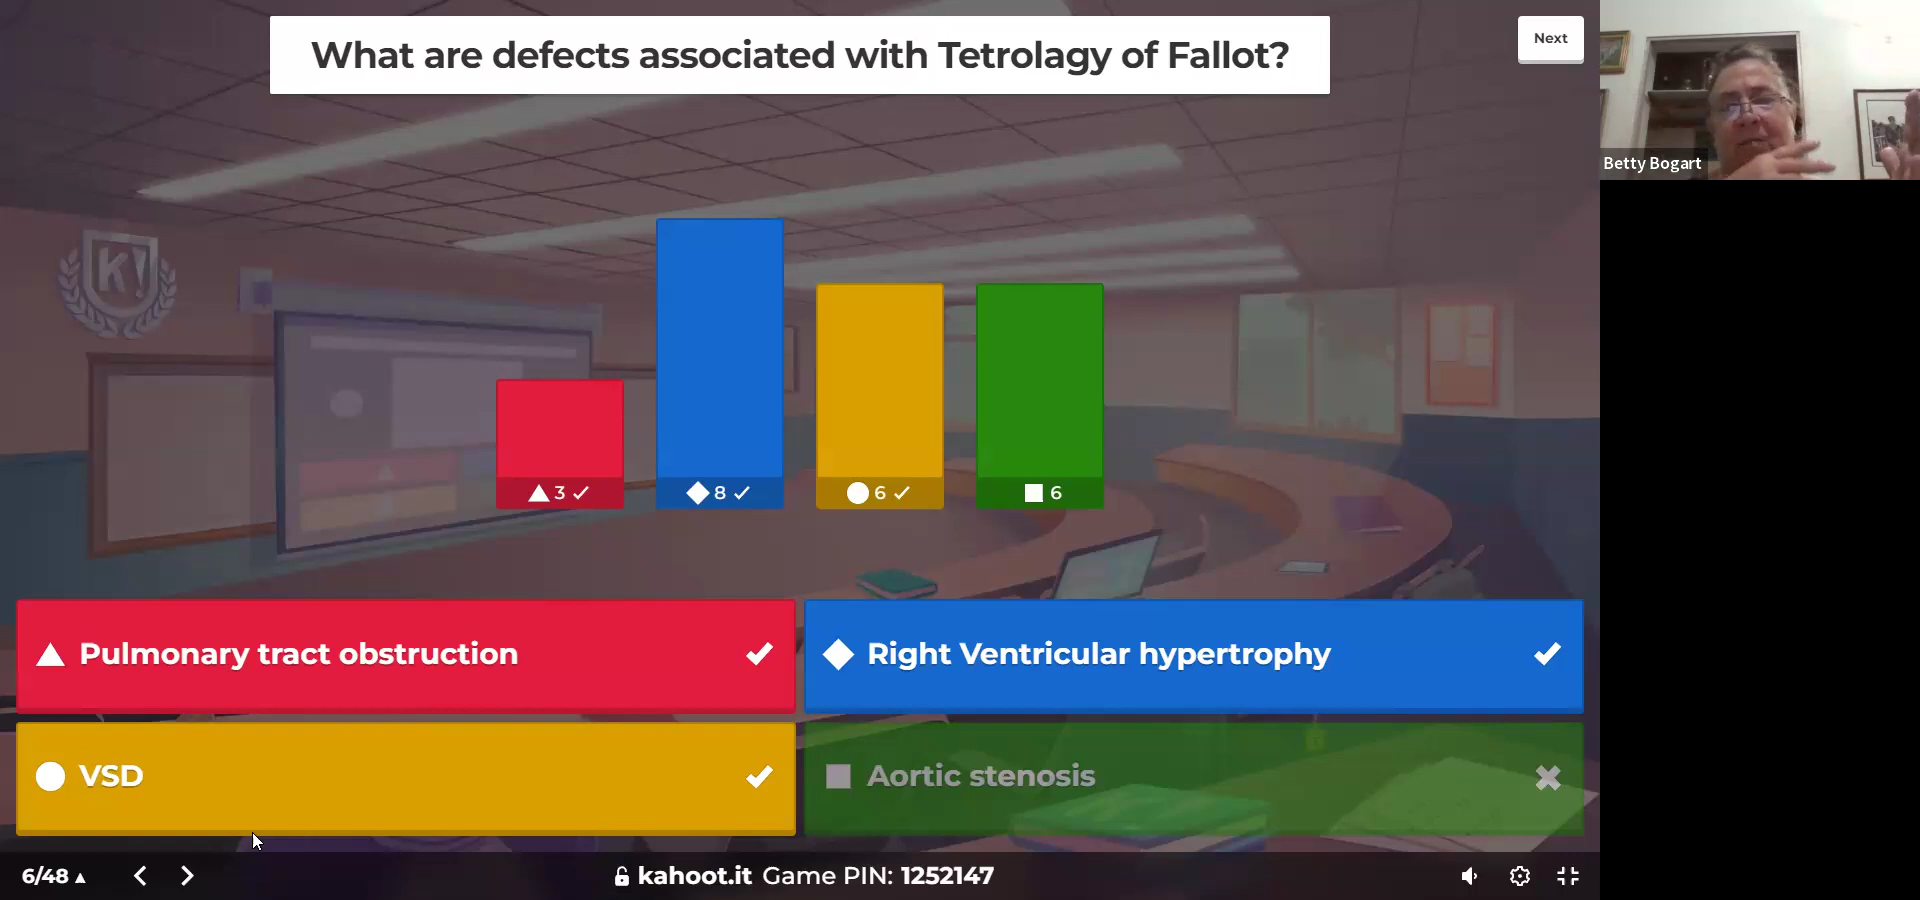 What are defects associated with Tetrolagy of Fallot?
Next
Betty Bogart
K!
3
8
6
6
Pulmonary tract obstruction
Right Ventricular hypertrophy
VSD
Aortic stenosis
6/48
kahoot.it Game PIN: 1252147